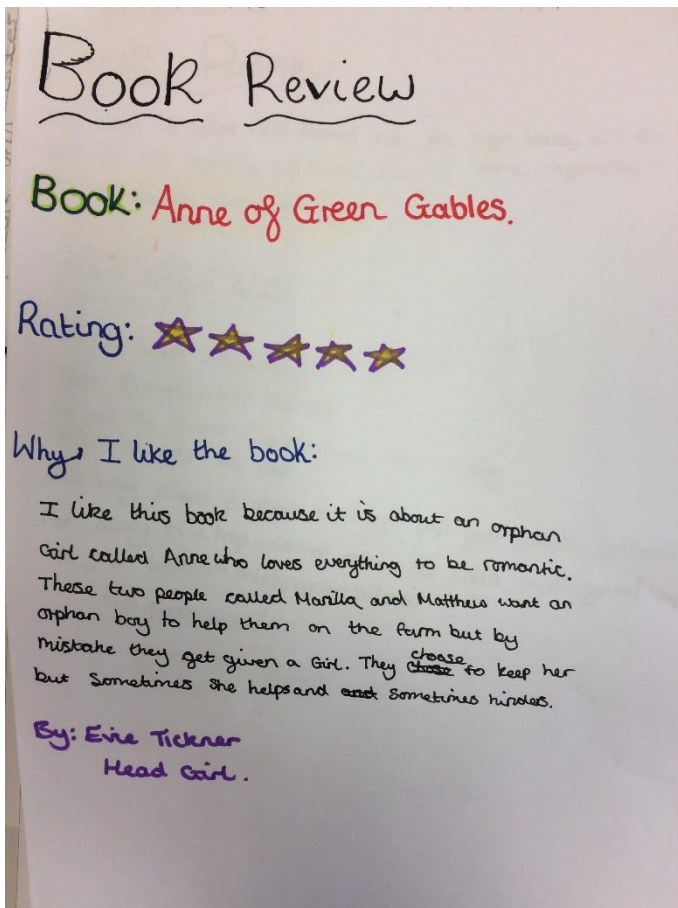 Book Review
Book: Anne of Green Gables.
Rating:
Why I like the book:
I like this book because it is about an orphan
Girl called Anne who loves everything to be romantic.
These two people called Marilla and Matthew want an
orphan boy to help them on the farm but by
mistake they get given a Girl. They choose to keep her
but Sometimes She helps and and Sometimes hinders.
By: Evie Tickner
Head Girl.